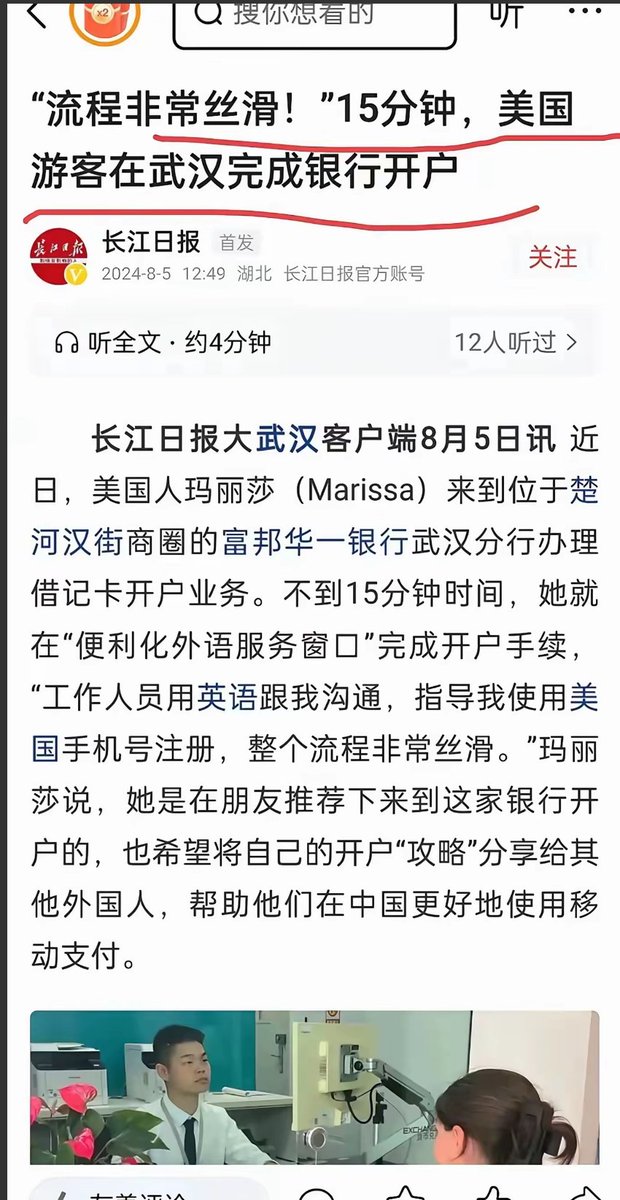 x2
搜你想看的
听
“流程非常丝滑！”15分钟，美国
游客在武汉完成银行开户
长江日报 首发
2024-8-5 12:49 湖北 长江日报官方账号
关注
听全文·约4分钟
12人听过
长江日报大武汉客户端8月5日讯 近
日，美国人玛丽莎（Marissa）来到位于楚
河汉街商圈的富邦华一银行武汉分行办理
借记卡开户业务。不到15分钟时间，她就
在“便利化外语服务窗口”完成开户手续，
“工作人员用英语跟我沟通，指导我使用美
国手机号注册，整个流程非常丝滑。”玛丽
莎说，她是在朋友推荐下来到这家银行开
户的，也希望将自己的开户“攻略”分享给其
他外国人，帮助他们在中国更好地使用移
动支付。